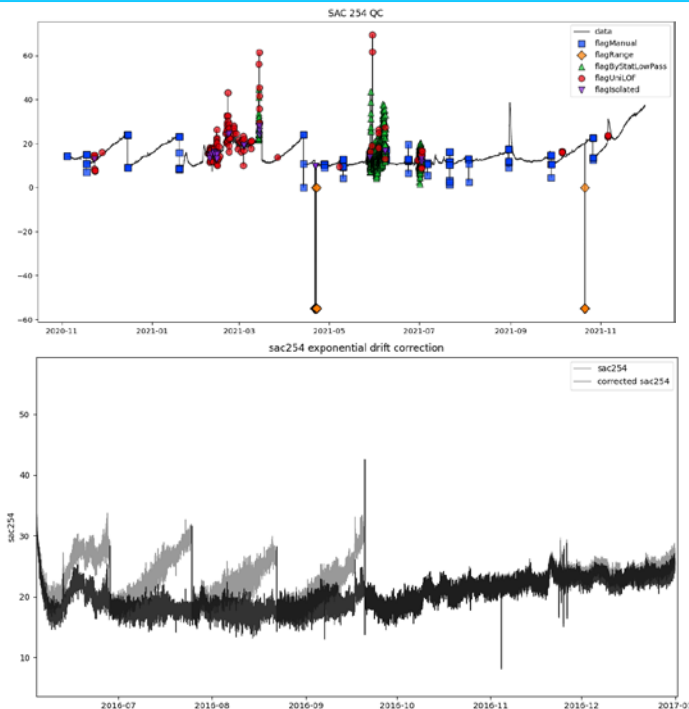 SAC 254 QC
data
flagManual
flagRange
flagByStatLowPass
flagUniLOF
flagIsolated
60
40
20
0
−20
−40
−60
2020-11 2021-01 2021-03 2021-05 2021-07 2021-09 2021-11
sac254 exponential drift correction
sac254
corrected sac254
50
40
30
20
10
sac254
2016-07 2016-08 2016-09 2016-10 2016-11 2016-12 2017-0